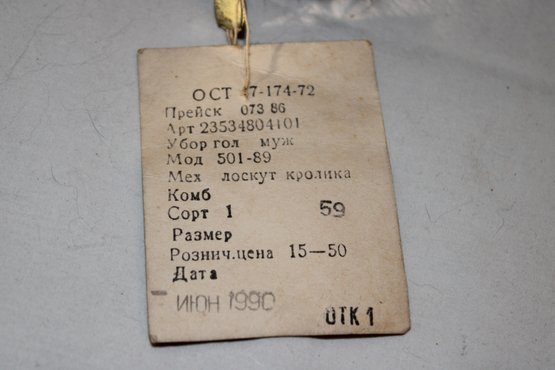 ОСТ 17-174-72
Прейск 073 86
Арт 23534804101
Убор гол муж
Мод 501-89
Мех лоскут кролика
Комб
Сорт 1 59
Размер
Рознич.цена 15—50
Дата
ИЮН 1990
ОТК 1